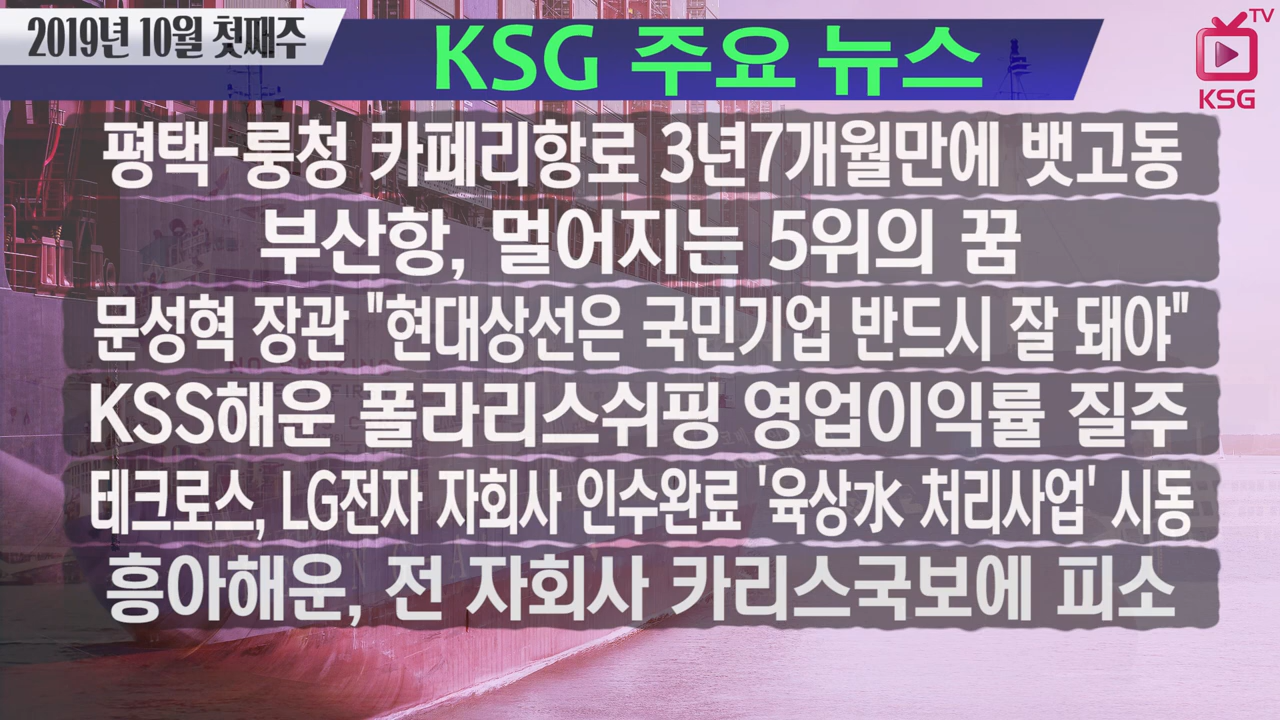 2019년 10월 첫째주
KSG 주요 뉴스
TV
KSG
평택-룽청 카페리항로 3년7개월만에 뱃고동
부산항, 멀어지는 5위의 꿈
문성혁 장관 "현대상선은 국민기업 반드시 잘 돼야"
KSS해운 폴라리스쉬핑 영업이익률 질주
테크로스, LG전자 자회사 인수완료 '육상水 처리사업' 시동
흥아해운, 전 자회사 카리스국보에 피소